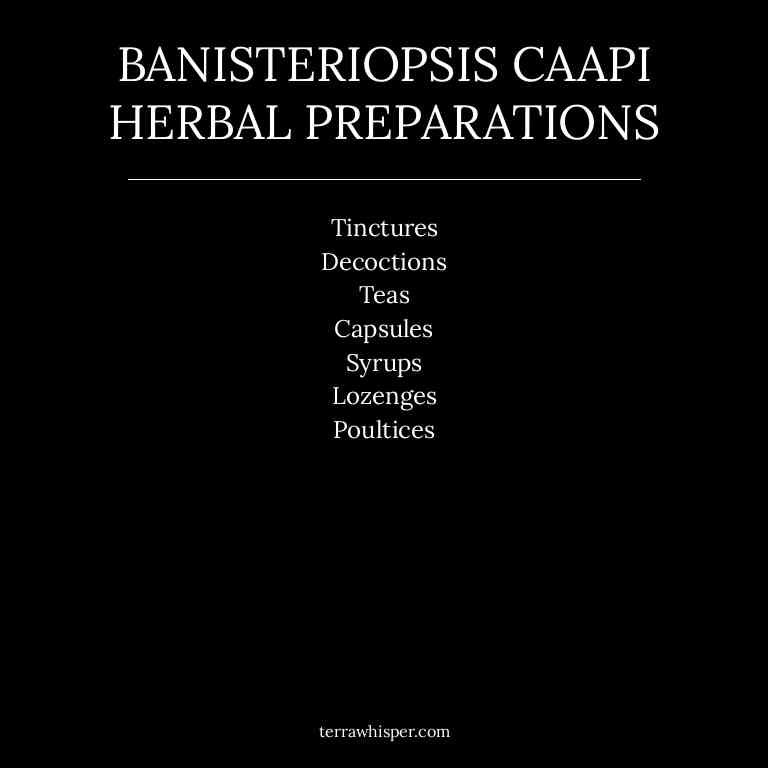 BANISTERIOPSIS CAAPI
HERBAL PREPARATIONS
Tinctures
Decoctions
Teas
Capsules
Syrups
Lozenges
Poultices
terrawhisper.com